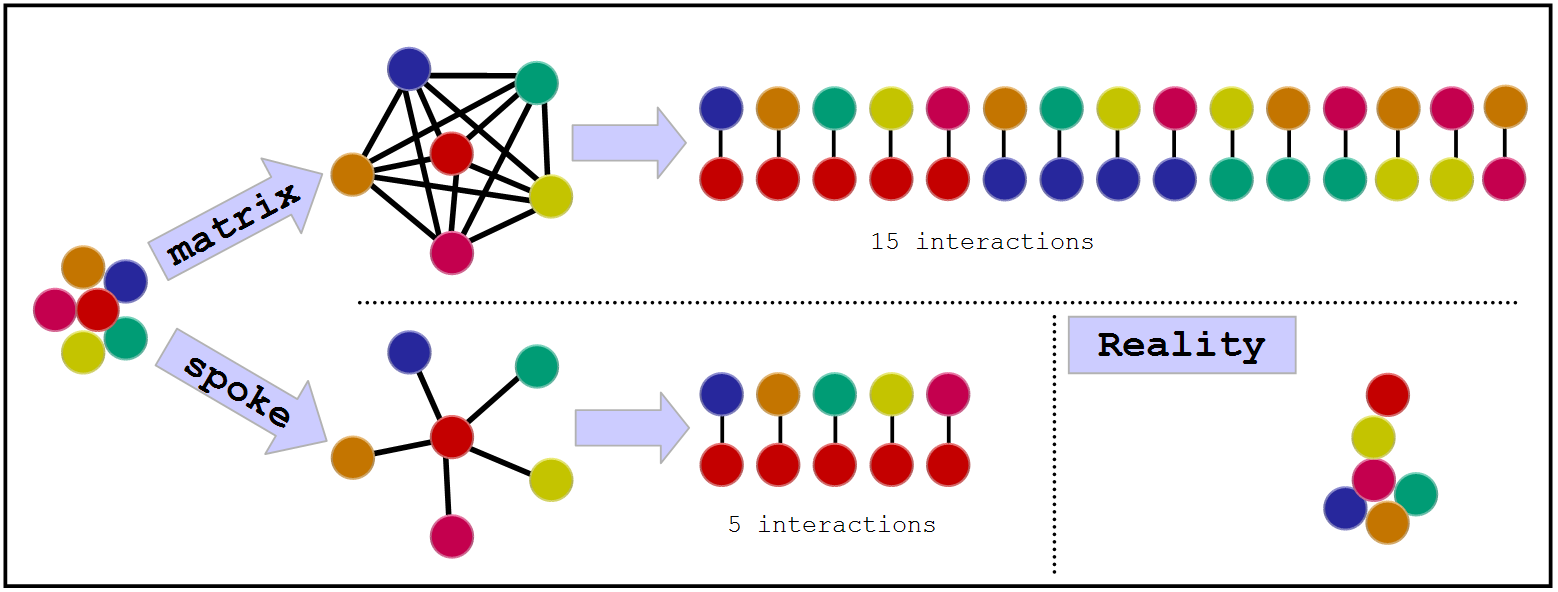 matrix
15 interactions
spoke
5 interactions
Reality